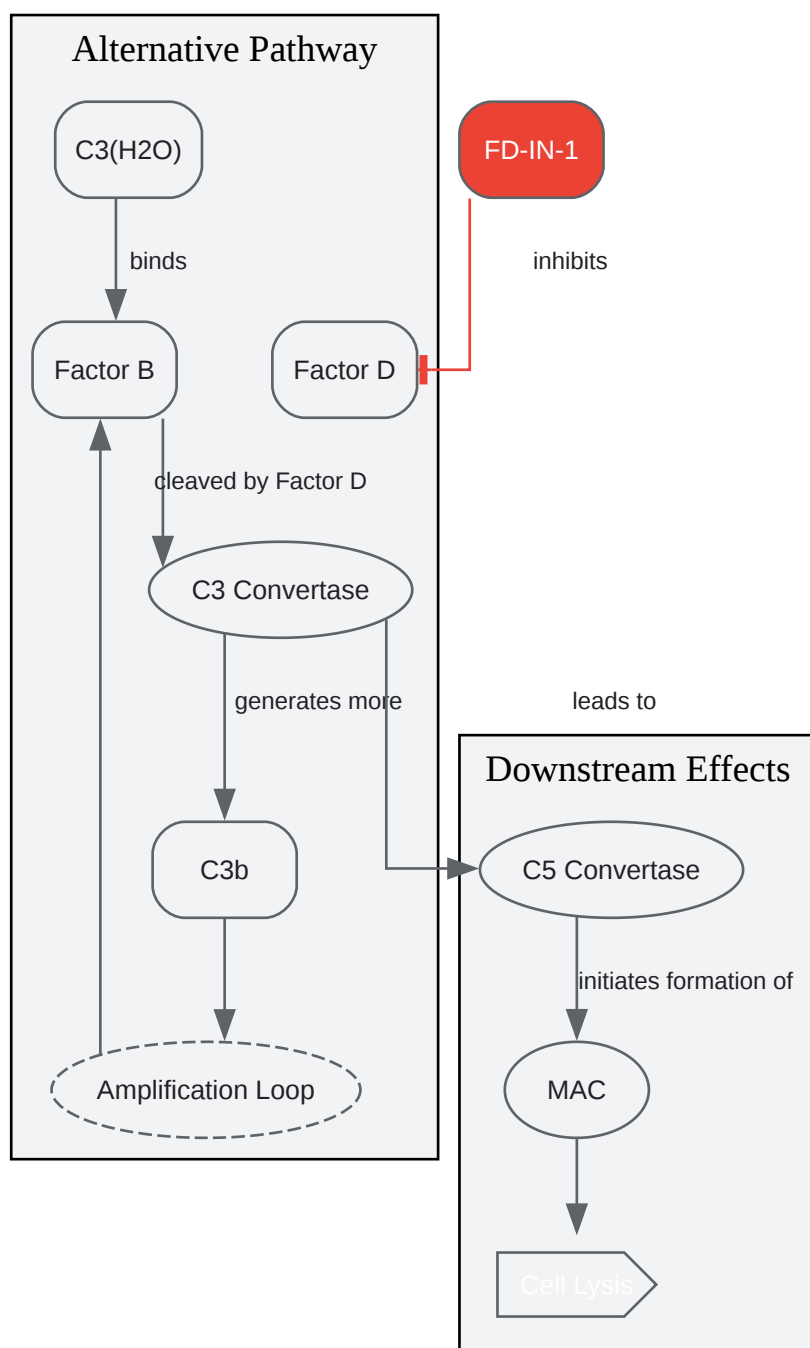 Alternative Pathway
C3(H2O)
FD-IN-1
binds
inhibits
Factor B
Factor D
cleaved by Factor D
C3 Convertase
generates more
leads to
Downstream Effects
C3b
C5 Convertase
initiates formation of
Amplification Loop
MAC
Cell Lysis